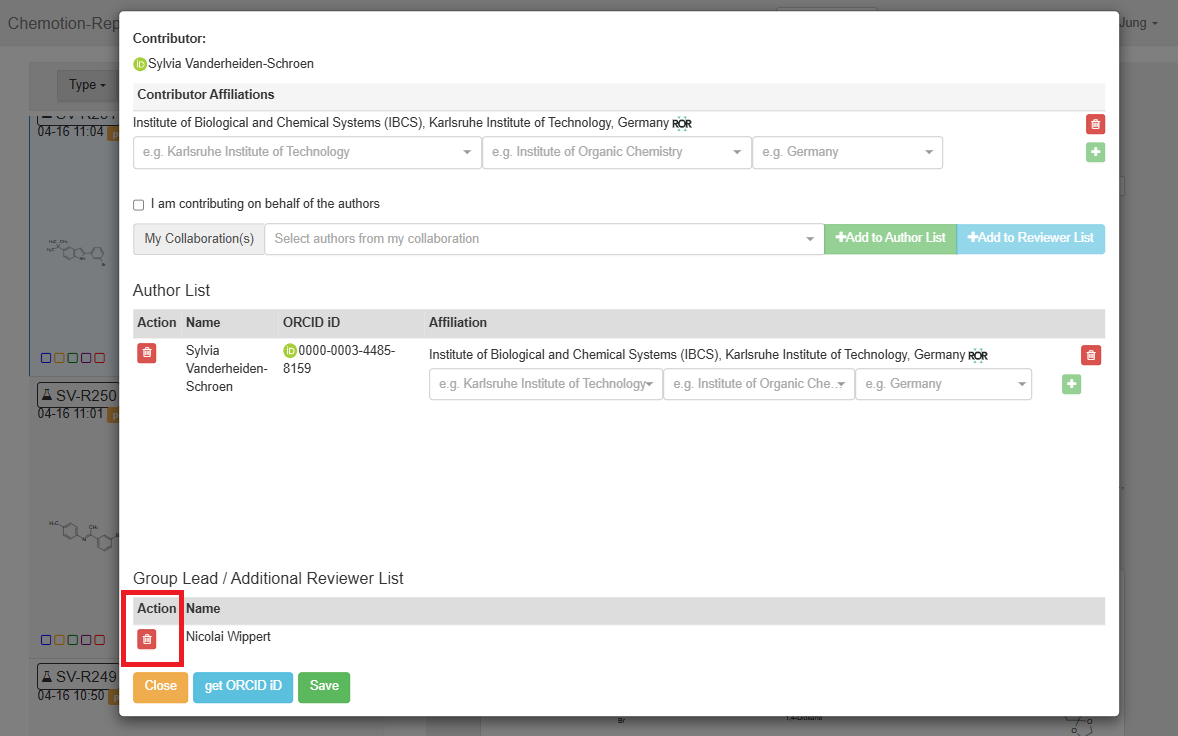 Chemotion-Rep
Jung
Type
04-16 11:04
SV-R250
04-16 11:01
SV-R249
04-16 10:50
Contributor:
iD Sylvia Vanderheiden-Schroen
Contributor Affiliations
Institute of Biological and Chemical Systems (IBCS), Karlsruhe Institute of Technology, Germany ROR
e.g. Karlsruhe Institute of Technology e.g. Institute of Organic Chemistry e.g. Germany
I am contributing on behalf of the authors
My Collaboration(s) Select authors from my collaboration +Add to Author List +Add to Reviewer List
Author List
Action Name ORCID iD Affiliation
Sylvia
Vanderheiden-
Schroen
iD 0000-0003-4485-
8159
Institute of Biological and Chemical Systems (IBCS), Karlsruhe Institute of Technology, Germany ROR
e.g. Karlsruhe Institute of Technology e.g. Institute of Organic Che... e.g. Germany
Group Lead / Additional Reviewer List
Action Name
Nicolai Wippert
Close get ORCID iD Save
Br
1,4-Dioxane